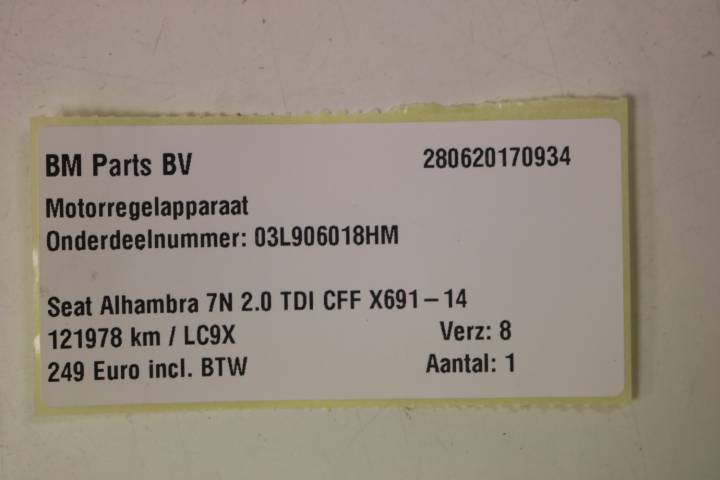 BM Parts BV 280620170934
Motorregelapparaat
Onderdeelnummer: 03L906018HM
Seat Alhambra 7N 2.0 TDI CFF X691-14
121978 km / LC9X Verz: 8
249 Euro incl. BTW Aantal: 1